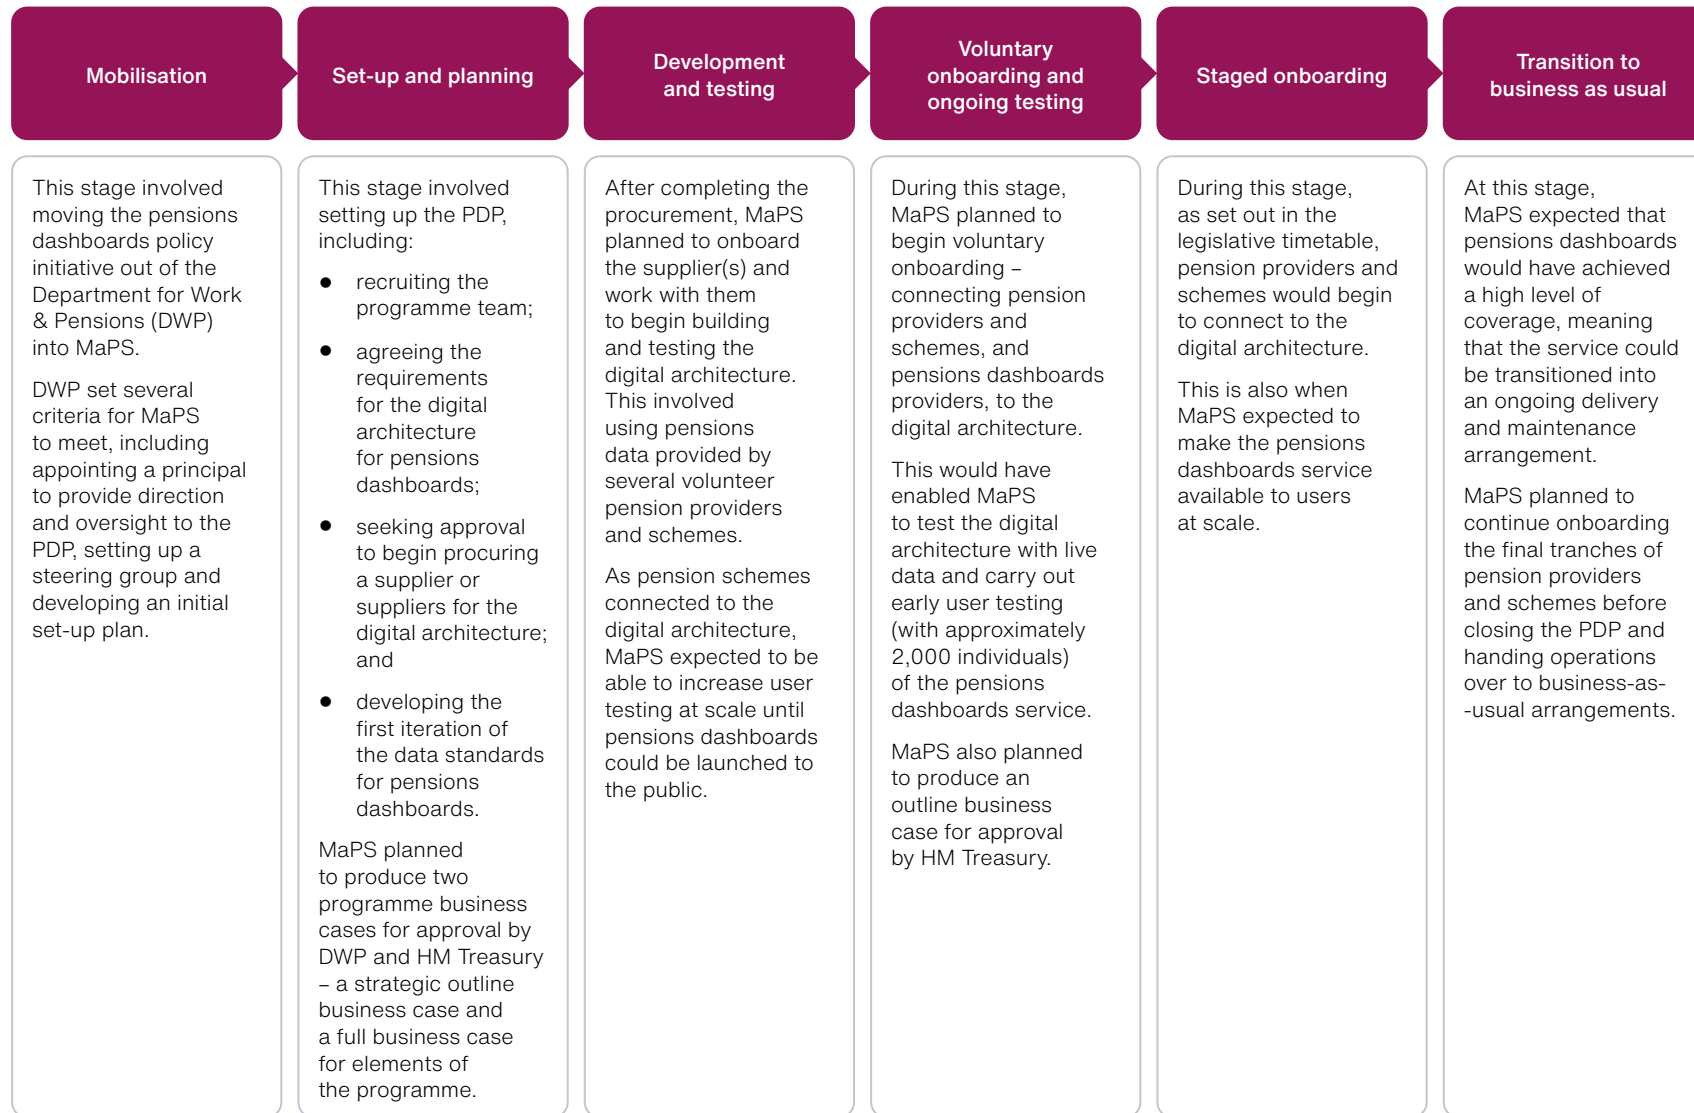 Mobilisation
This stage involved
moving the pensions
dashboards policy
initiative out of the
Department for Work
& Pensions (DWP)
into MaPS.
DWP set several
criteria for MaPS
to meet, including
appointing a principal
to provide direction
and oversight to the
PDP, setting up a
steering group and
developing an initial
set-up plan.
Set-up and planning
This stage involved
setting up the PDP,
including:
● recruiting the
programme team;
● agreeing the
requirements
for the digital
architecture
for pensions
dashboards;
● seeking approval
to begin procuring
a supplier or
suppliers for the
digital architecture;
and
● developing the
first iteration of
the data standards
for pensions
dashboards.
MaPS planned
to produce two
programme business
cases for approval by
DWP and HM Treasury
– a strategic outline
business case and
a full business case
for elements of
the programme.
Development
and testing
After completing the
procurement, MaPS
planned to onboard
the supplier(s) and
work with them
to begin building
and testing the
digital architecture.
This involved
using pensions
data provided by
several volunteer
pension providers
and schemes.
As pension schemes
connected to the
digital architecture,
MaPS expected to be
able to increase user
testing at scale until
pensions dashboards
could be launched to
the public.
Voluntary
onboarding and
ongoing testing
During this stage,
MaPS planned to
begin voluntary
onboarding –
connecting pension
providers and
schemes, and
pensions dashboards
providers, to the
digital architecture.
This would have
enabled MaPS
to test the digital
architecture with live
data and carry out
early user testing
(with approximately
2,000 individuals)
of the pensions
dashboards service.
MaPS also planned
to produce an
outline business
case for approval
by HM Treasury.
Staged onboarding
During this stage,
as set out in the
legislative timetable,
pension providers and
schemes would begin
to connect to the
digital architecture.
This is also when
MaPS expected to
make the pensions
dashboards service
available to users
at scale.
Transition to
business as usual
At this stage,
MaPS expected that
pensions dashboards
would have achieved
a high level of
coverage, meaning
that the service could
be transitioned into
an ongoing delivery
and maintenance
arrangement.
MaPS planned to
continue onboarding
the final tranches of
pension providers
and schemes before
closing the PDP and
handing operations
over to business-as-
-usual arrangements.